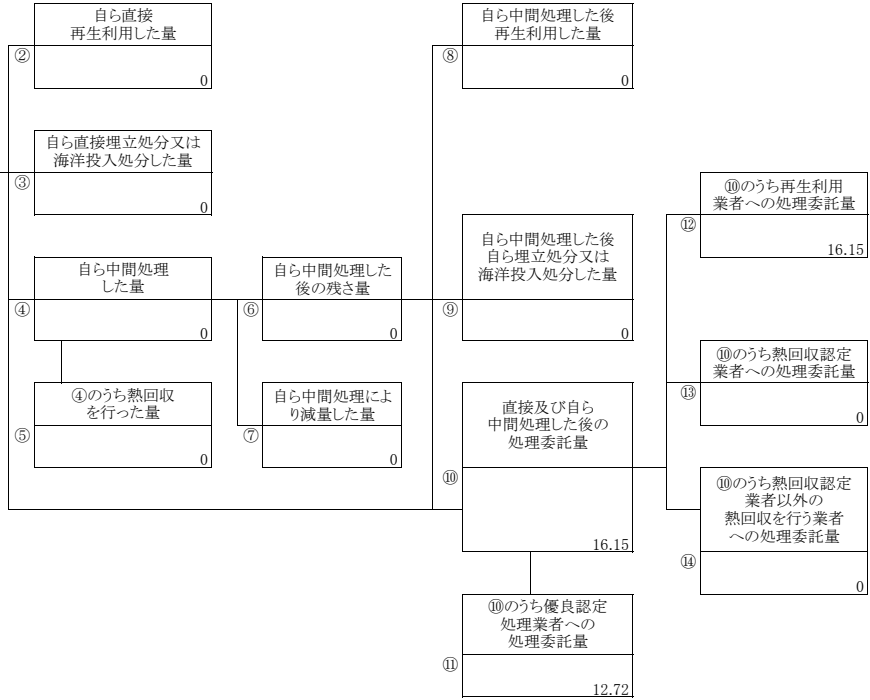 自ら直接
再生利用した量
②
0
自ら直接埋立処分又は
海洋投入処分した量
③
0
自ら中間処理
した量
④
0
④のうち熱回収
を行った量
⑤
0
自ら中間処理した
後の残さ量
⑥
0
自ら中間処理によ
り減量した量
⑦
0
自ら中間処理した後
再生利用した量
⑧
0
自ら中間処理した後
自ら埋立処分又は
海洋投入処分した量
⑨
0
直接及び自ら
中間処理した後の
処理委託量
⑩
16.15
⑩のうち優良認定
処理業者への
処理委託量
⑪
12.72
⑩のうち再生利用
業者への処理委託量
⑫
16.15
⑩のうち熱回収認定
業者への処理委託量
⑬
0
⑩のうち熱回収認定
業者以外の
熱回収を行う業者
への処理委託量
⑭
0